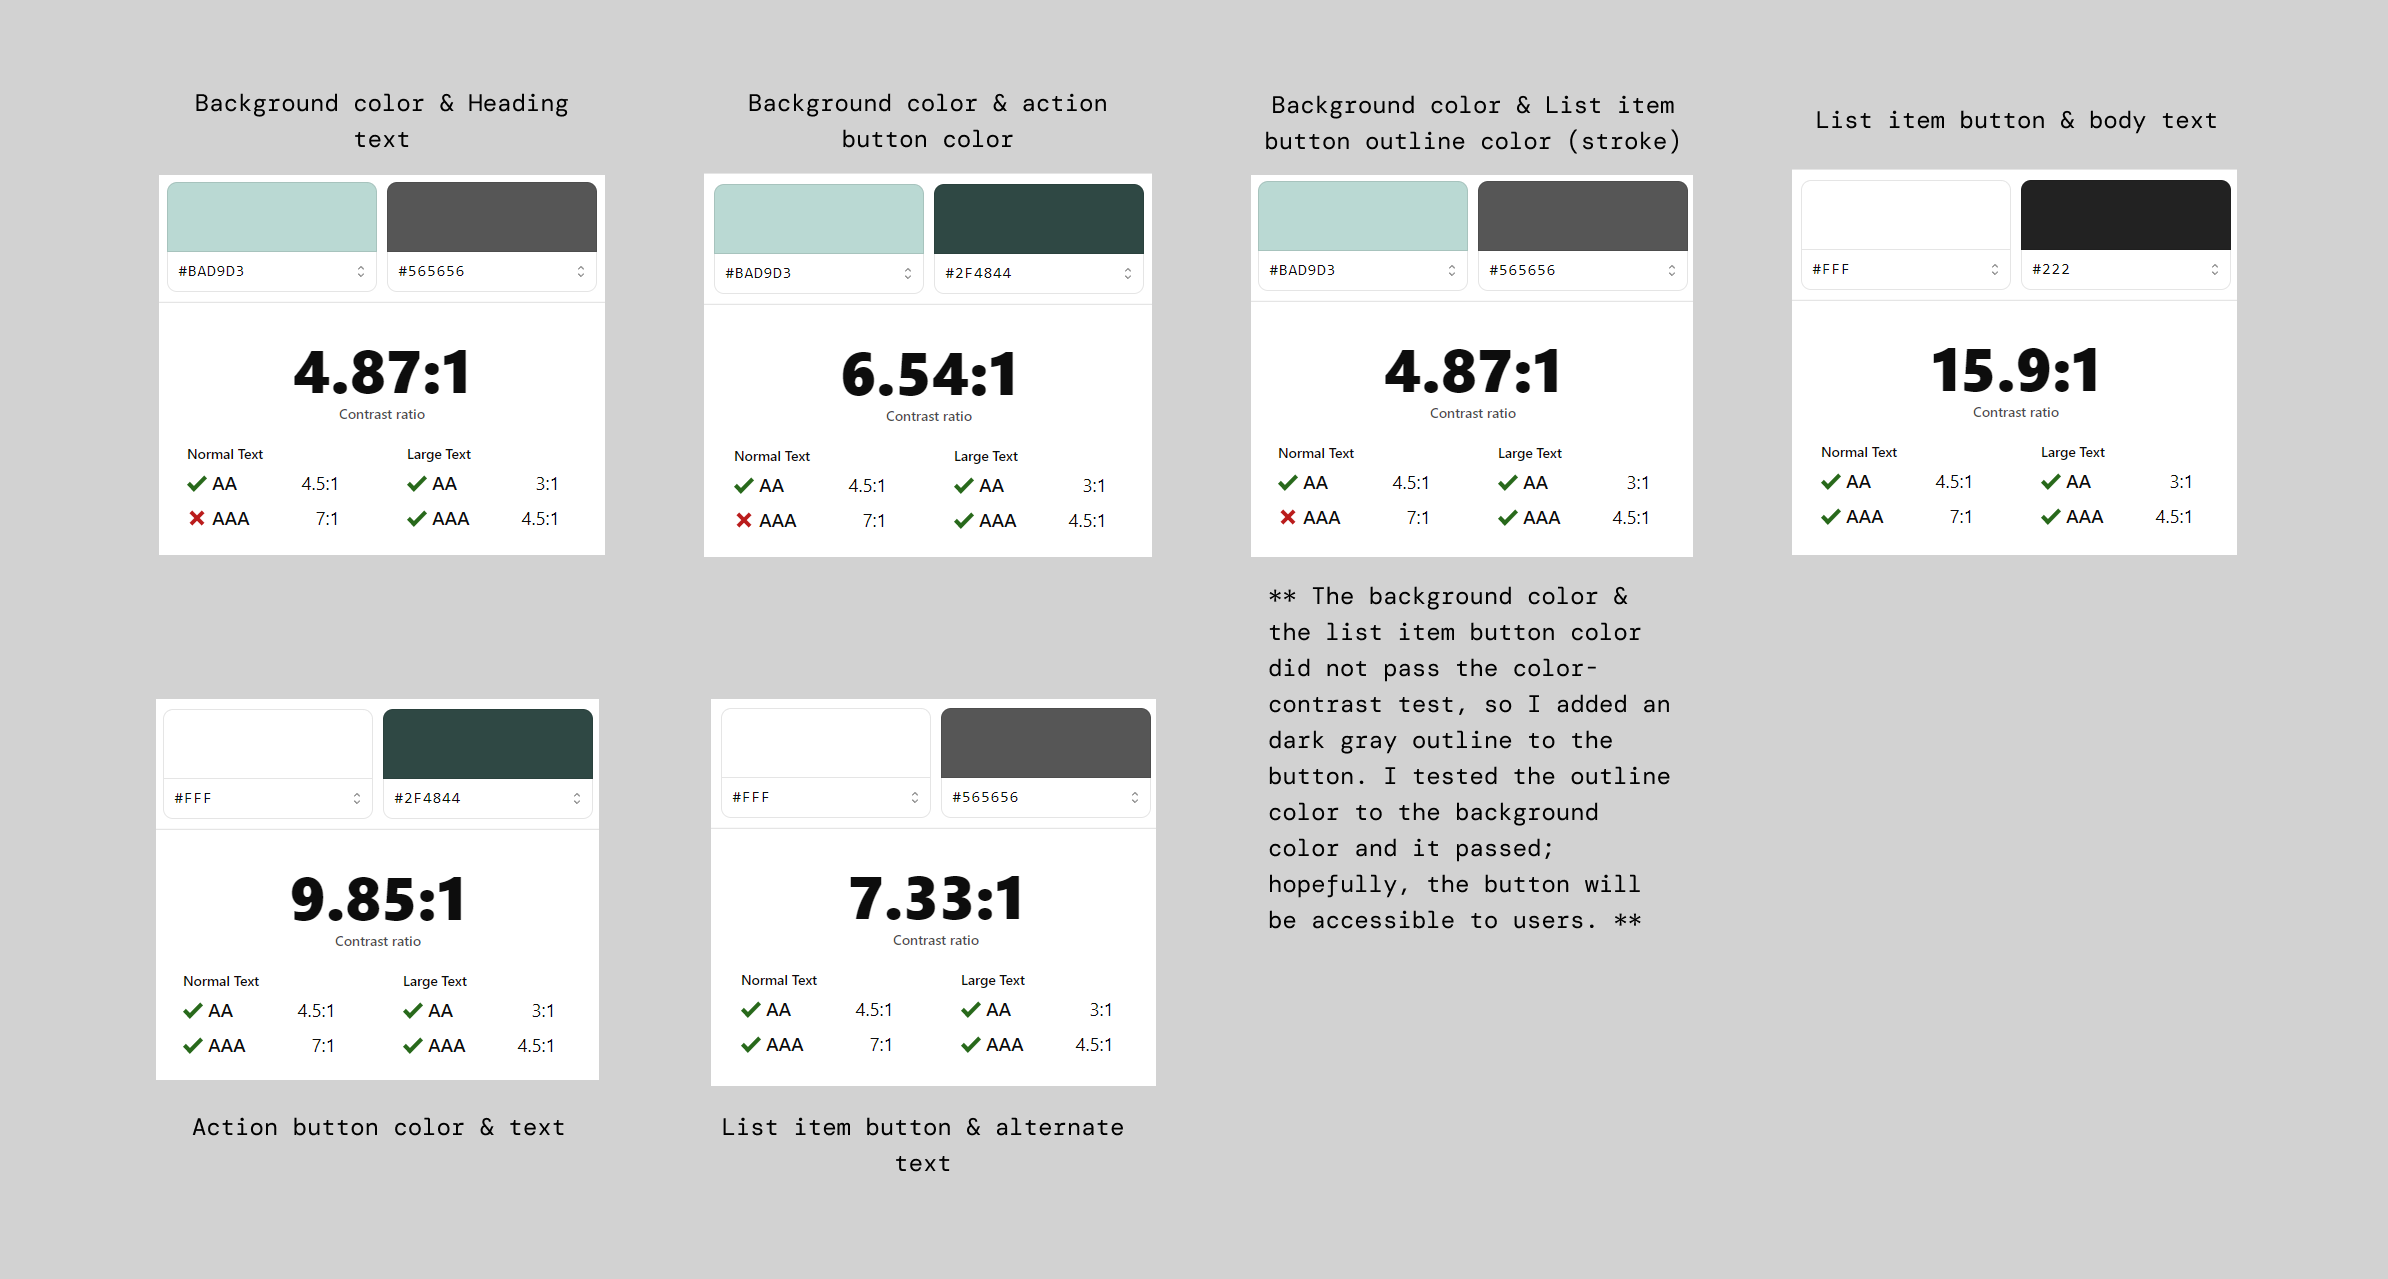 Background color & Heading
text
#BAD9D3
#565656
4.87:1
Contrast ratio
Normal Text
Large Text
AA 4.5:1
AA 3:1
AAA 7:1
AAA 4.5:1
Background color & action
button color
#BAD9D3
#2F4844
6.54:1
Contrast ratio
Normal Text
Large Text
AA 4.5:1
AA 3:1
AAA 7:1
AAA 4.5:1
Background color & List item
button outline color (stroke)
#BAD9D3
#565656
4.87:1
Contrast ratio
Normal Text
Large Text
AA 4.5:1
AA 3:1
AAA 7:1
AAA 4.5:1
** The background color &
the list item button color
did not pass the color-
contrast test, so I added an
dark gray outline to the
button. I tested the outline
color to the background
color and it passed;
hopefully, the button will
be accessible to users. **
List item button & body text
#FFF
#222
15.9:1
Contrast ratio
Normal Text
Large Text
AA 4.5:1
AA 3:1
AAA 7:1
AAA 4.5:1
#FFF
#2F4844
9.85:1
Contrast ratio
Normal Text
Large Text
AA 4.5:1
AA 3:1
AAA 7:1
AAA 4.5:1
Action button color & text
#FFF
#565656
7.33:1
Contrast ratio
Normal Text
Large Text
AA 4.5:1
AA 3:1
AAA 7:1
AAA 4.5:1
List item button & alternate
text